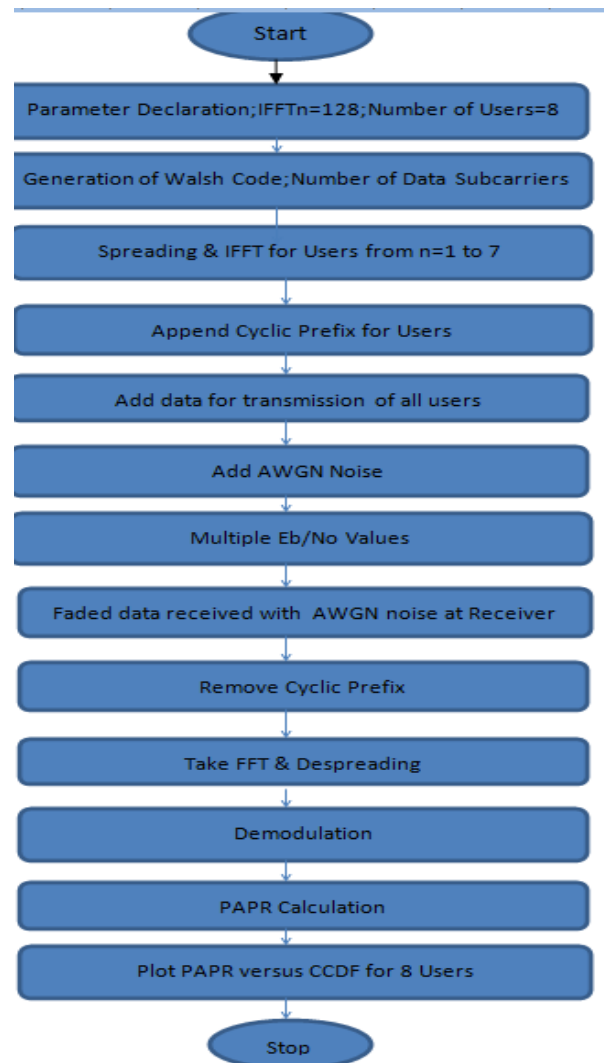 Start
Parameter Declaration;IFFTn=128;Number of Users=8
Generation of Walsh Code;Number of Data Subcarriers
Spreading & IFFT for Users from n=1 to 7
Append Cyclic Prefix for Users
Add data for transmission of all users
Add AWGN Noise
Multiple Eb/No Values
Faded data received with AWGN noise at Receiver
Remove Cyclic Prefix
Take FFT & Despreading
Demodulation
PAPR Calculation
Plot PAPR versus CCDF for 8 Users
Stop